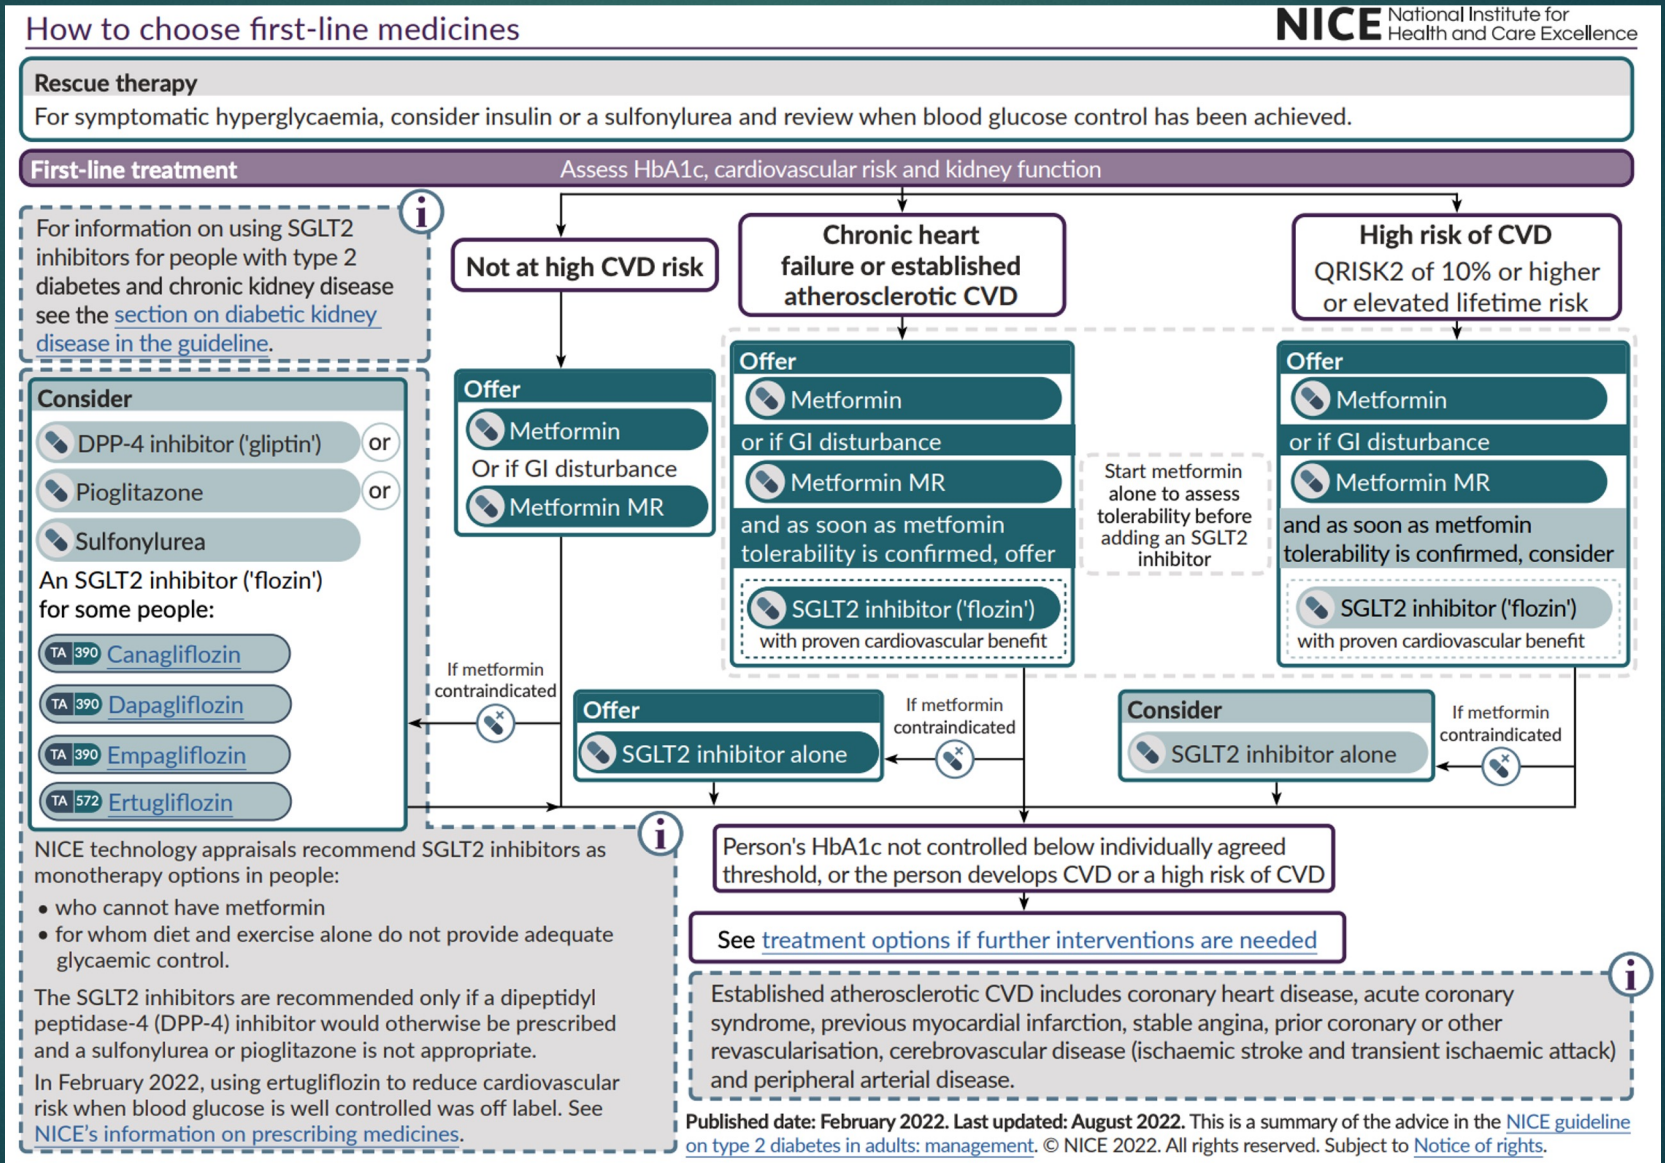 How to choose first-line medicines
NICE National Institute for
Health and Care Excellence
Rescue therapy
For symptomatic hyperglycaemia, consider insulin or a sulfonylurea and review when blood glucose control has been achieved.
First-line treatment
Assess HbA1c, cardiovascular risk and kidney function
i
For information on using SGLT2
inhibitors for people with type 2
diabetes and chronic kidney disease
see the section on diabetic kidney
disease in the guideline.
Not at high CVD risk
Chronic heart
failure or established
atherosclerotic CVD
High risk of CVD
QRISK2 of 10% or higher
or elevated lifetime risk
Consider
DPP-4 inhibitor ('gliptin')
or
Pioglitazone
or
Sulfonylurea
An SGLT2 inhibitor ('flozin')
for some people:
TA 390 Canagliflozin
TA 390 Dapagliflozin
TA 390 Empagliflozin
TA 572 Ertugliflozin
Offer
Metformin
Or if GI disturbance
Metformin MR
If metformin
contraindicated
Offer
Metformin
or if GI disturbance
Metformin MR
and as soon as metfomin
tolerability is confirmed, offer
SGLT2 inhibitor ('flozin')
with proven cardiovascular benefit
Start metformin
alone to assess
tolerability before
adding an SGLT2
inhibitor
Offer
Metformin
or if GI disturbance
Metformin MR
and as soon as metfomin
tolerability is confirmed, consider
SGLT2 inhibitor ('flozin')
with proven cardiovascular benefit
Offer
SGLT2 inhibitor alone
If metformin
contraindicated
Consider
SGLT2 inhibitor alone
If metformin
contraindicated
i
NICE technology appraisals recommend SGLT2 inhibitors as
monotherapy options in people:
• who cannot have metformin
• for whom diet and exercise alone do not provide adequate
glycaemic control.
The SGLT2 inhibitors are recommended only if a dipeptidyl
peptidase-4 (DPP-4) inhibitor would otherwise be prescribed
and a sulfonylurea or pioglitazone is not appropriate.
In February 2022, using ertugliflozin to reduce cardiovascular
risk when blood glucose is well controlled was off label. See
NICE's information on prescribing medicines.
Person's HbA1c not controlled below individually agreed
threshold, or the person develops CVD or a high risk of CVD
See treatment options if further interventions are needed
i
Established atherosclerotic CVD includes coronary heart disease, acute coronary
syndrome, previous myocardial infarction, stable angina, prior coronary or other
revascularisation, cerebrovascular disease (ischaemic stroke and transient ischaemic attack)
and peripheral arterial disease.
Published date: February 2022. Last updated: August 2022. This is a summary of the advice in the NICE guideline
on type 2 diabetes in adults: management. © NICE 2022. All rights reserved. Subject to Notice of rights.